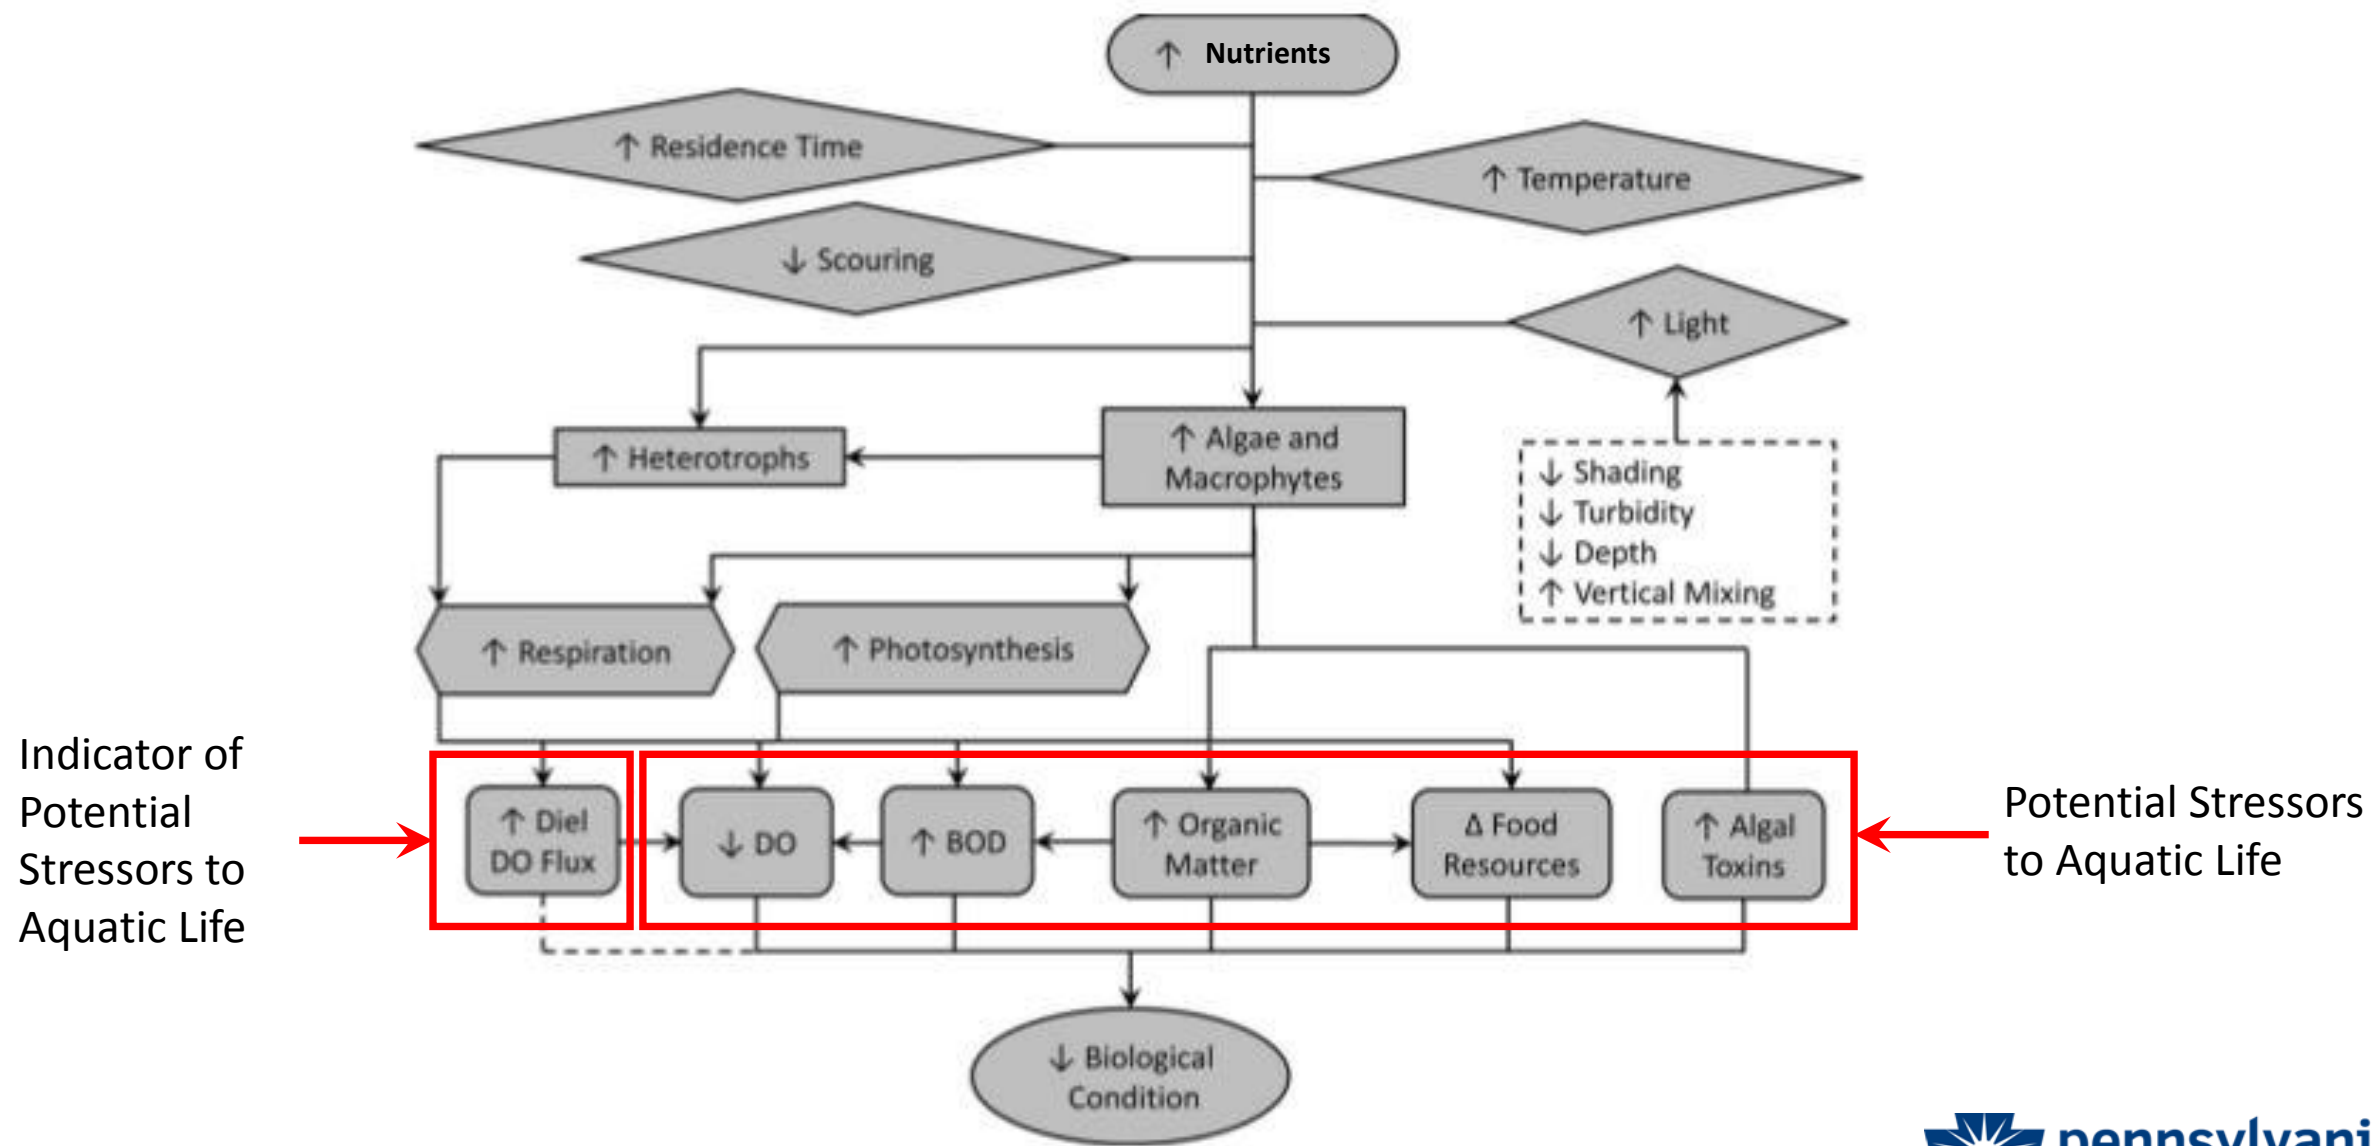 ↑ Nutrients
↑ Residence Time
↑ Temperature
↓ Scouring
↑ Light
↑ Heterotrophs
↑ Algae and
Macrophytes
↓ Shading
↓ Turbidity
↓ Depth
↑ Vertical Mixing
↑ Respiration
↑ Photosynthesis
Indicator of
Potential
Stressors to
Aquatic Life
↑ Diel
DO Flux
↓ DO
↑ BOD
↑ Organic
Matter
Δ Food
Resources
↑ Algal
Toxins
Potential Stressors
to Aquatic Life
↓ Biological
Condition
pennsylvani